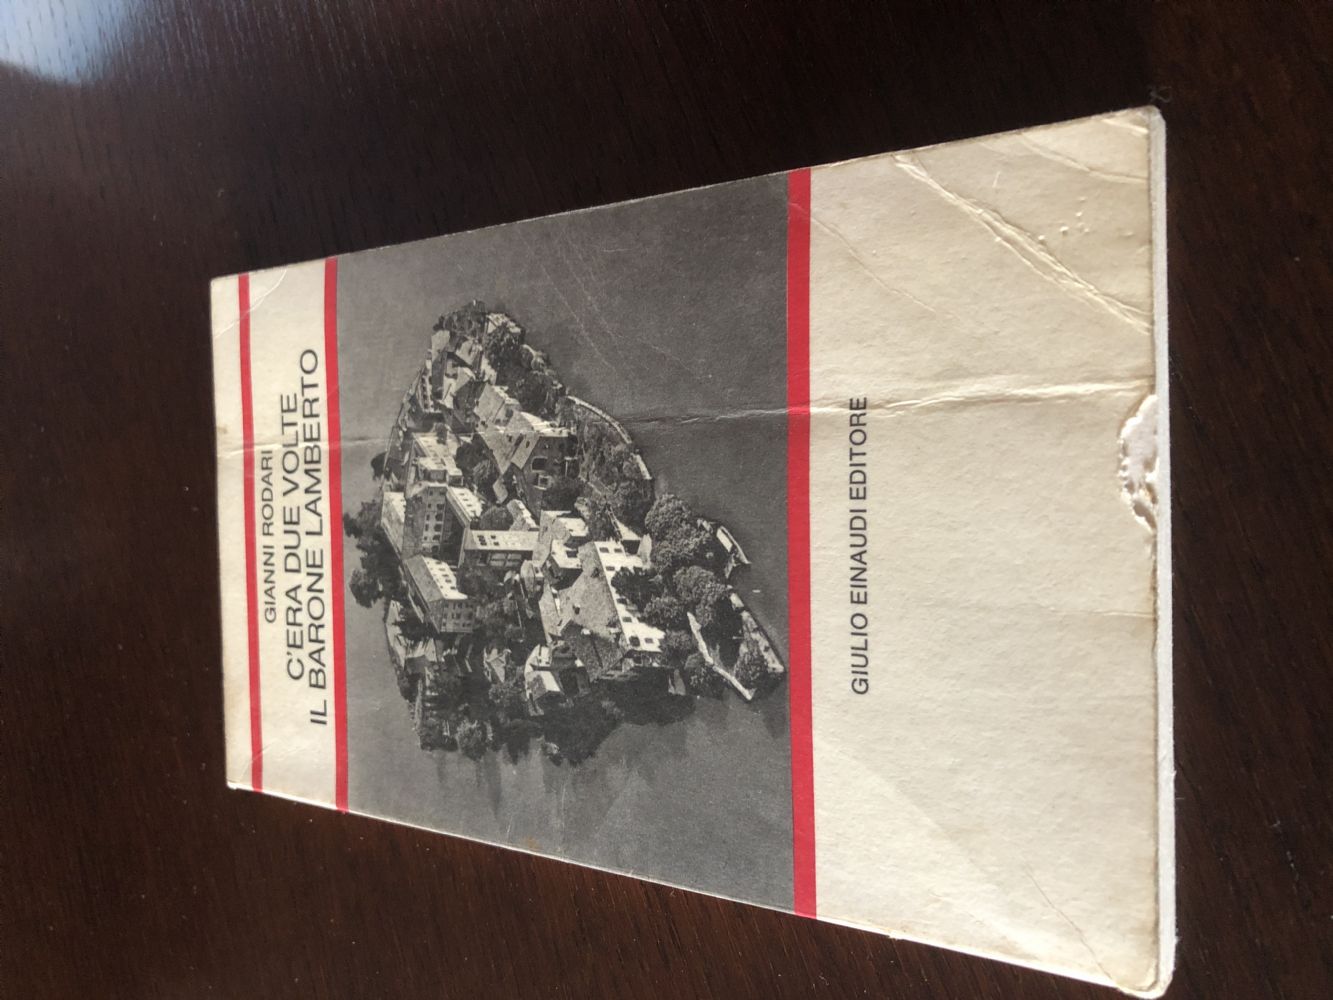 GIANNI RODARI
C'ERA DUE VOLTE
IL BARONE LAMBERTO
GIULIO EINAUDI EDITORE